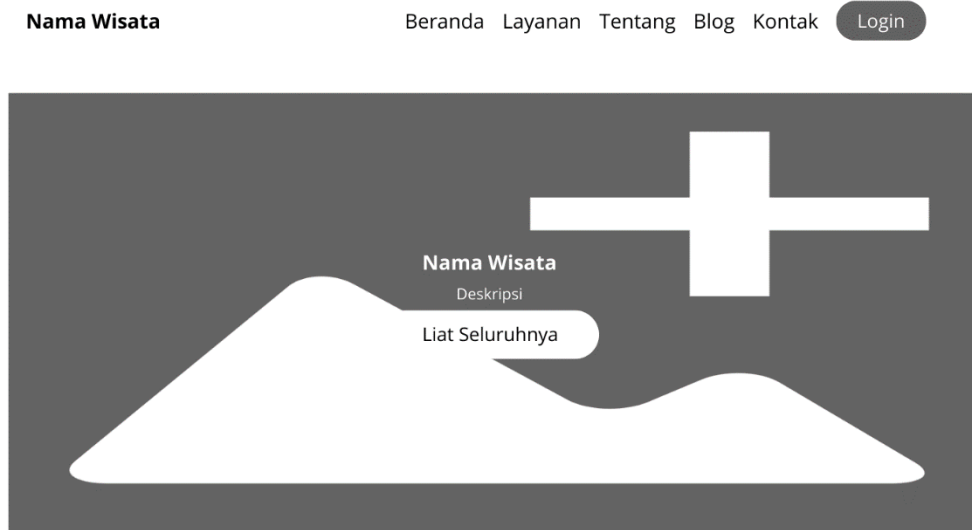 Nama Wisata
Beranda Layanan Tentang Blog Kontak Login
Nama Wisata
Deskripsi
Liat Seluruhnya